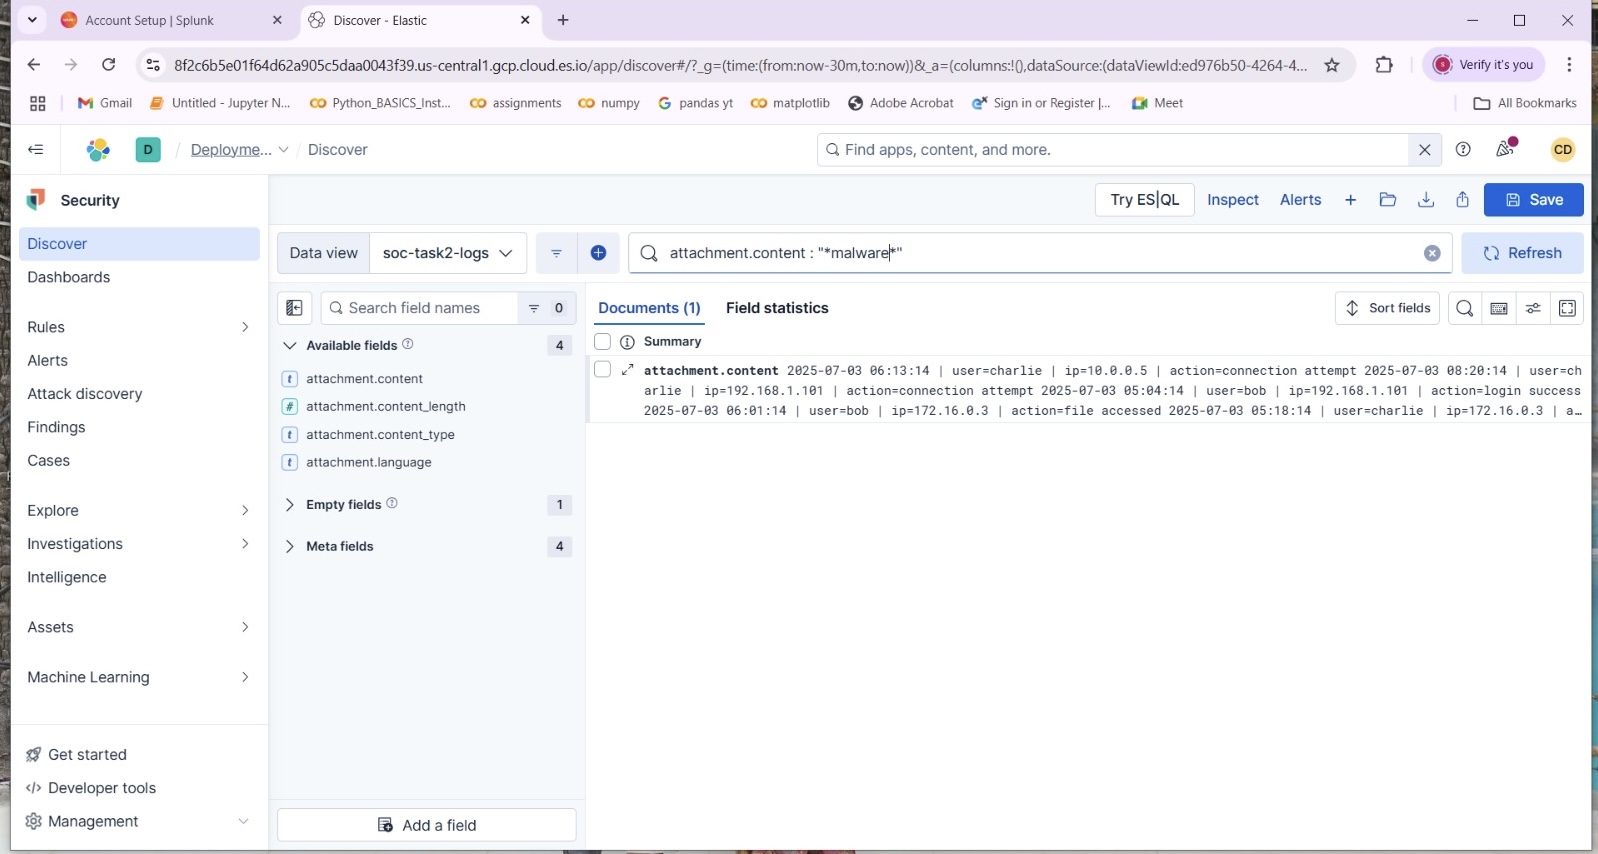 Account Setup | Splunk
Discover - Elastic
8f2c6b5e01f64d62a905c5daa0043f39.us-central1.gcp.cloud.es.io/app/discover#/?_g=(time:(from:now-30m,to:now))&_a=(columns:!(),dataSource:(dataViewId:ed976b50-4264-4...
Verify it's you
Gmail
Untitled - Jupyter N...
Python_BASICS_Inst...
assignments
numpy
pandas yt
matplotlib
Adobe Acrobat
Sign in or Register |...
Meet
All Bookmarks
D / Deployme... / Discover
Find apps, content, and more.
CD
Security
Try ES|QL
Inspect
Alerts
Save
Discover
Dashboards
Rules
Alerts
Attack discovery
Findings
Cases
Explore
Investigations
Intelligence
Assets
Machine Learning
Get started
Developer tools
Management
Data view
soc-task2-logs
attachment.content : "*malware*"
Refresh
Search field names
0
Available fields
4
attachment.content
attachment.content_length
attachment.content_type
attachment.language
Empty fields
1
Meta fields
4
Add a field
Documents (1)
Field statistics
Sort fields
Summary
attachment.content 2025-07-03 06:13:14 | user=charlie | ip=10.0.0.5 | action=connection attempt 2025-07-03 08:20:14 | user=ch
arlie | ip=192.168.1.101 | action=connection attempt 2025-07-03 05:04:14 | user=bob | ip=192.168.1.101 | action=login success
2025-07-03 06:01:14 | user=bob | ip=172.16.0.3 | action=file accessed 2025-07-03 05:18:14 | user=charlie | ip=172.16.0.3 | a…